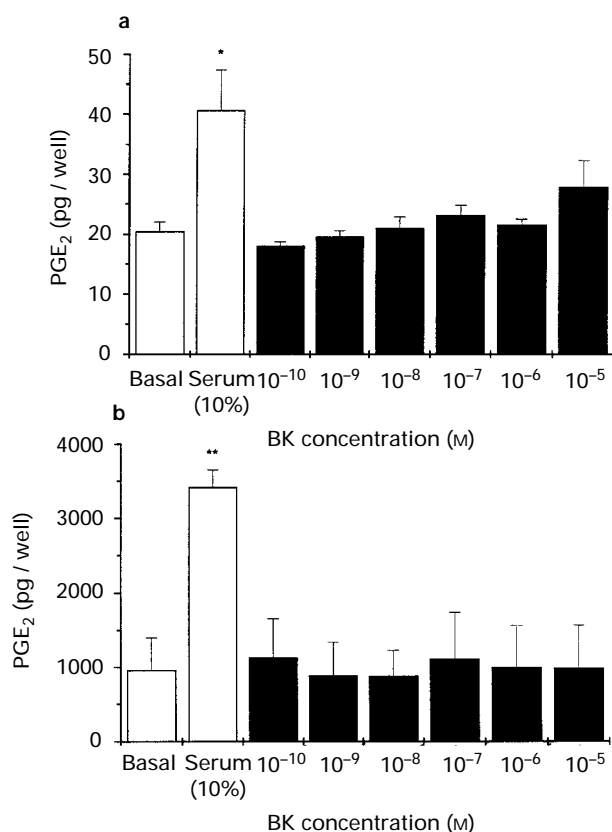 a
*
50
40
30
20
10
0
PGE₂ (pg / well)
Basal Serum 10⁻¹⁰ 10⁻⁹ 10⁻⁸ 10⁻⁷ 10⁻⁶ 10⁻⁵
(10%)
BK concentration (M)
b
**
4000
3000
2000
1000
0
PGE₂ (pg / well)
Basal Serum 10⁻¹⁰ 10⁻⁹ 10⁻⁸ 10⁻⁷ 10⁻⁶ 10⁻⁵
(10%)
BK concentration (M)